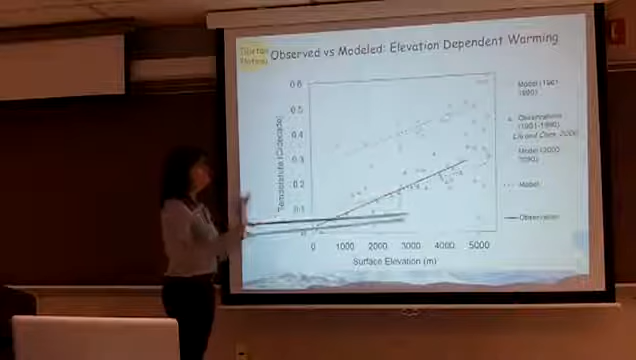 Tibetan
Plateau
Observed vs Modeled: Elevation Dependent Warming
0.6
0.5
0.4
0.3
0.2
0.1
0
Temperature (C/decade)
0 1000 2000 3000 4000 5000
Surface Elevation (m)
Model (1961-
1990)
Observations
(1961-1990)
Liu and Chen, 2000
Model (2000-
Model
Observation